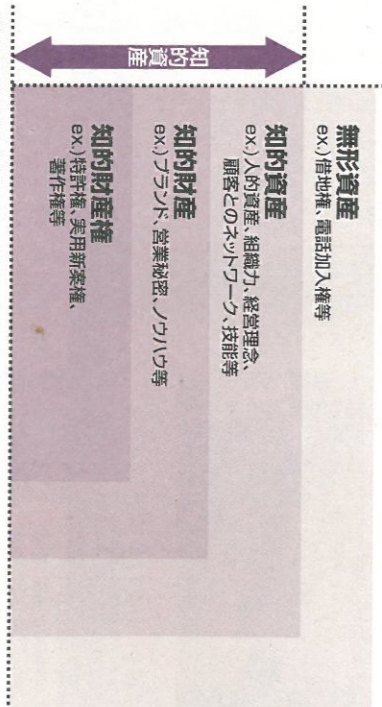 無形資産
ex.)借地権、電話加入権等
知的資産
ex.)人的資産、組織力、経営理念、
顧客とのネットワーク、技能等
知的財産
ex.)ブランド、営業秘密、ノウハウ等
知的財産権
ex.)特許権、実用新案権、
著作権等
知的資産